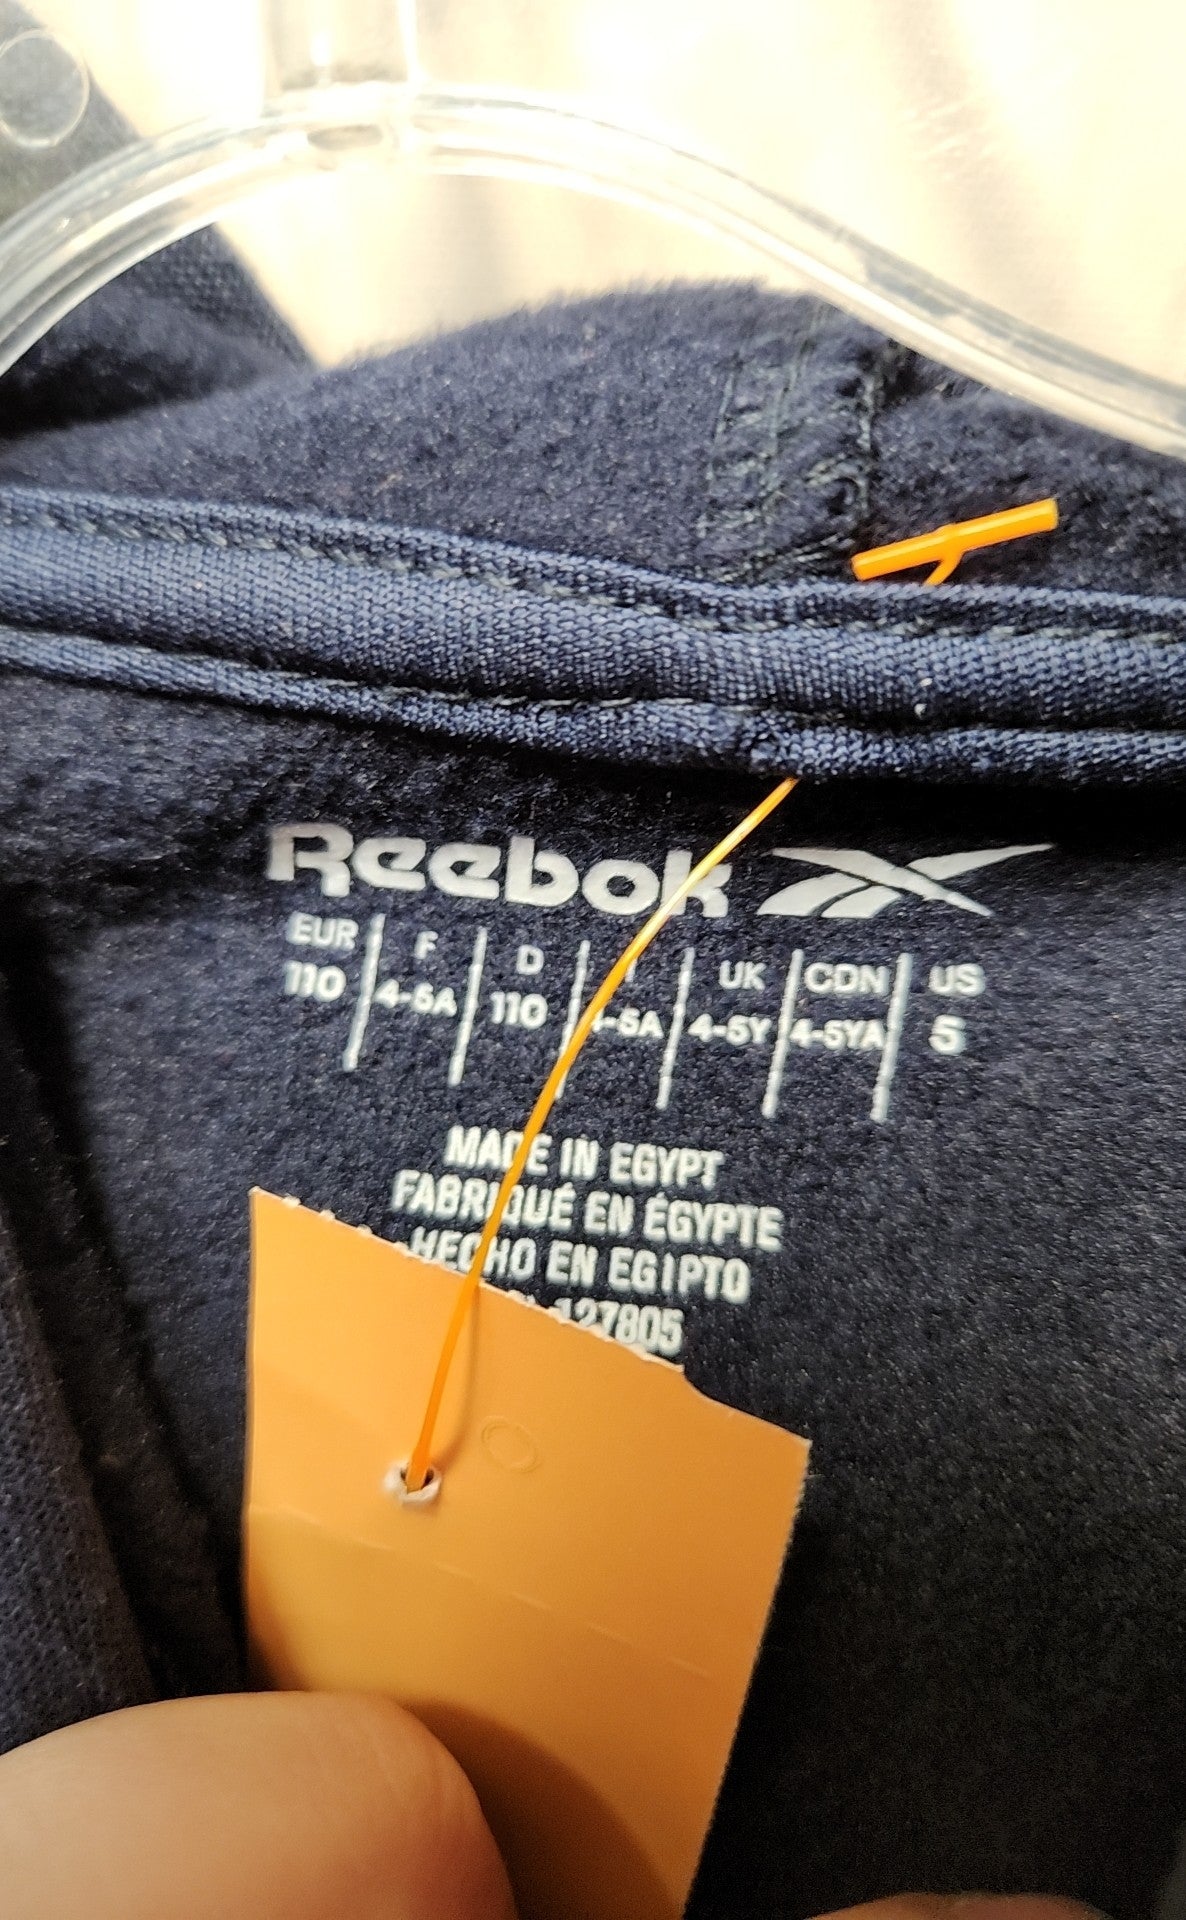 Reebok
EUR F D I UK CDN US
110 4-5A 110 4-5A 4-5Y 4-5YA 5
MADE IN EGYPT
FABRIQUÉ EN ÉGYPTE
HECHO EN EGIPTO
127805